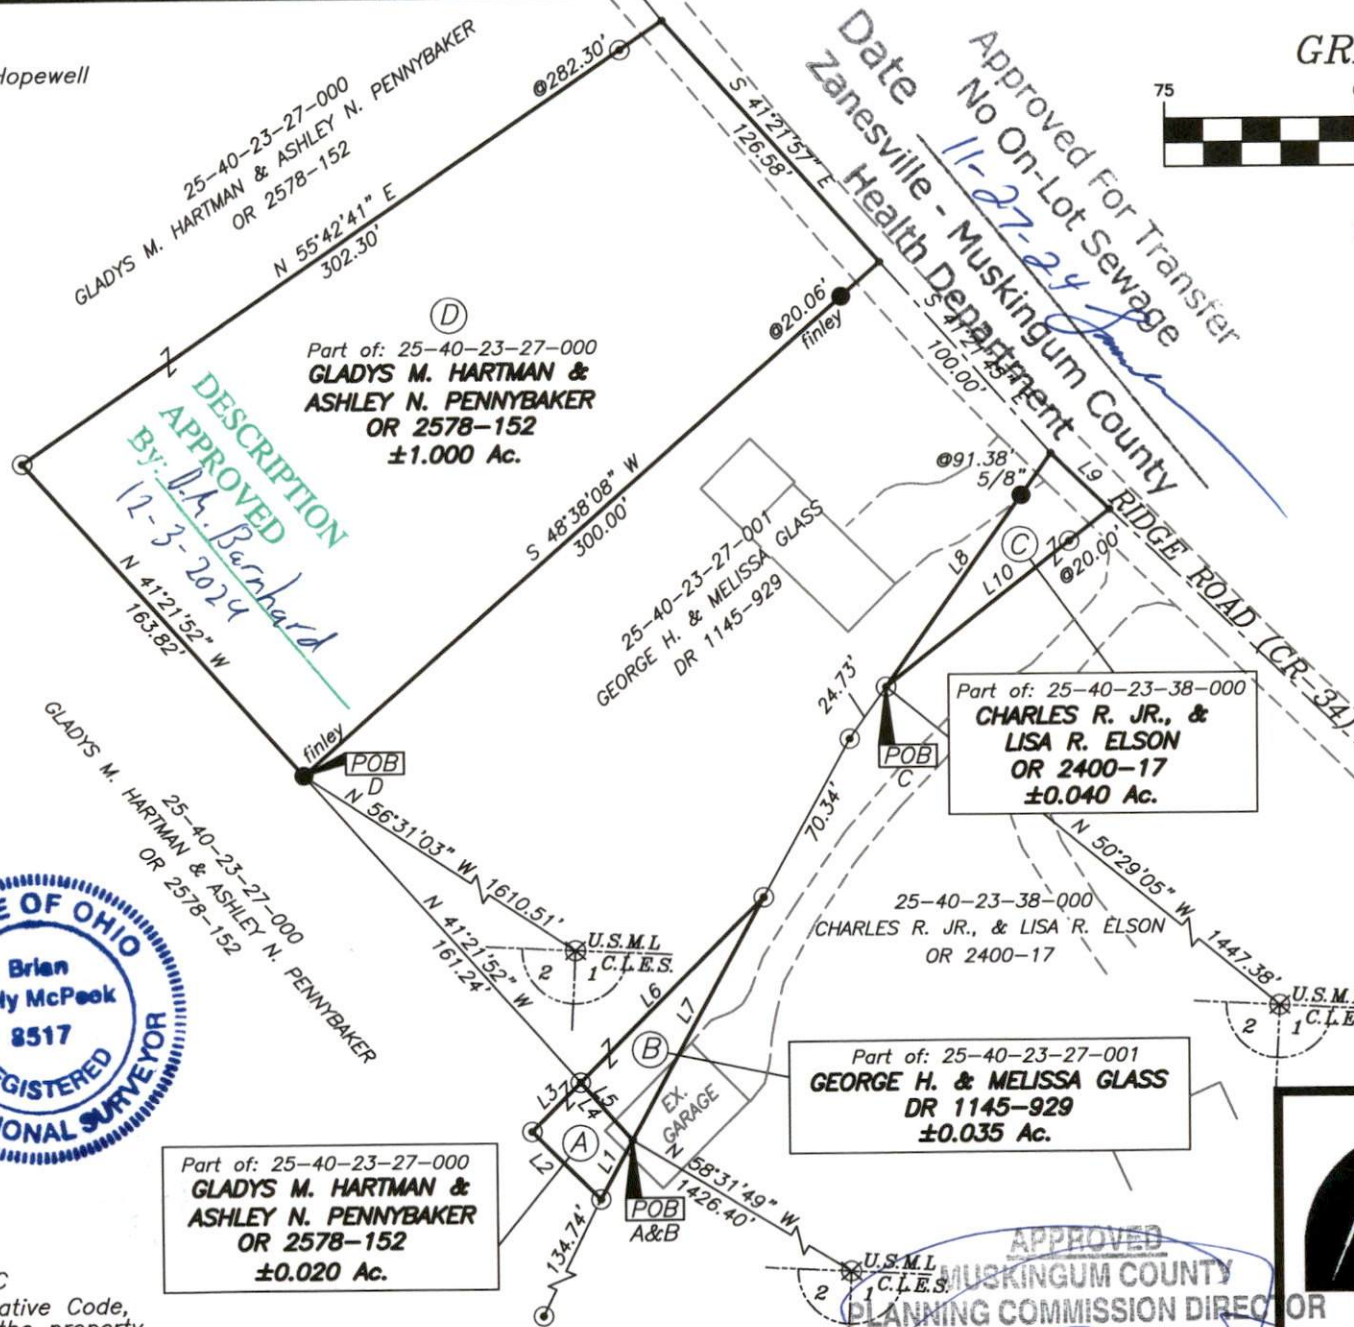 Hopewell
25-40-23-27-000
GLADYS M. HARTMAN & ASHLEY N. PENNYBAKER
OR 2578-152
@282.30'
N 55°42'41" E
302.30'
S 41°21'57" E
126.58'
Date 11-27-24
Zanesville - Muskingum County
Health Department
Approved For Transfer
No On-Lot Sewage
75
D
Part of: 25-40-23-27-000
GLADYS M. HARTMAN &
ASHLEY N. PENNYBAKER
OR 2578-152
±1.000 Ac.
@20.06'
finley
100.00'
DESCRIPTION
APPROVED
By: D.M. Barnhard
12-3-2024
S 48°38'08" W
300.00'
N 41°21'52" W
163.82'
25-40-23-27-001
GEORGE H. & MELISSA GLASS
DR 1145-929
@91.38'
5/8"
L9
L8
C
L10
@20.00'
RIDGE ROAD (CR-34)
24.73'
70.34'
POB
C
Part of: 25-40-23-38-000
CHARLES R. JR., &
LISA R. ELSON
OR 2400-17
±0.040 Ac.
finley
POB
D
GLADYS M. HARTMAN & ASHLEY N. PENNYBAKER
25-40-23-27-000
OR 2578-152
N 56°31'03" W
1610.51'
N 41°21'52" W
161.24'
U.S.M.L
C.L.E.S.
2
1
25-40-23-38-000
CHARLES R. JR., & LISA R. ELSON
OR 2400-17
N 50°29'05" W
1447.38'
U.S.M.
C.L.E.S
2
1
E OF OHIO
Brian
McPeek
8517
REGISTERED
SURVEYOR
L6
L7
B
L3
L5
L4
A
L2
L1
EX.
GARAGE
Part of: 25-40-23-27-001
GEORGE H. & MELISSA GLASS
DR 1145-929
±0.035 Ac.
Part of: 25-40-23-27-000
GLADYS M. HARTMAN &
ASHLEY N. PENNYBAKER
OR 2578-152
±0.020 Ac.
POB
A&B
N 58°31'49" W
1426.40'
134.74'
U.S.M.L
C.L.E.S.
2
1
APPROVED
MUSKINGUM COUNTY
PLANNING COMMISSION DIRECTOR
C
ative Code,
the property